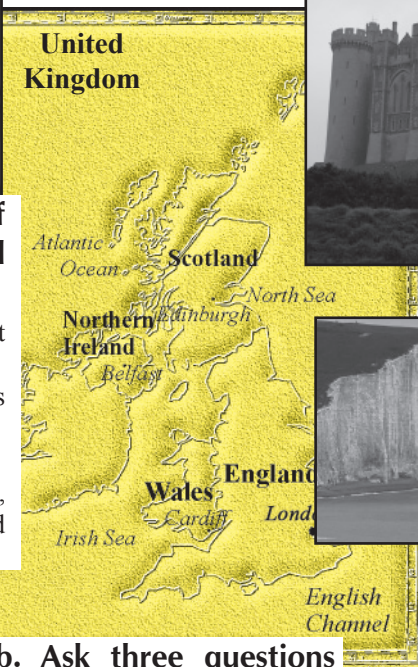 United
Kingdom
Atlantic
Ocean
Scotland
North Sea
Edinburgh
Northern
Ireland
Belfast
England
Wales
Cardiff
Irish Sea
English
Channel
b. Ask three questions